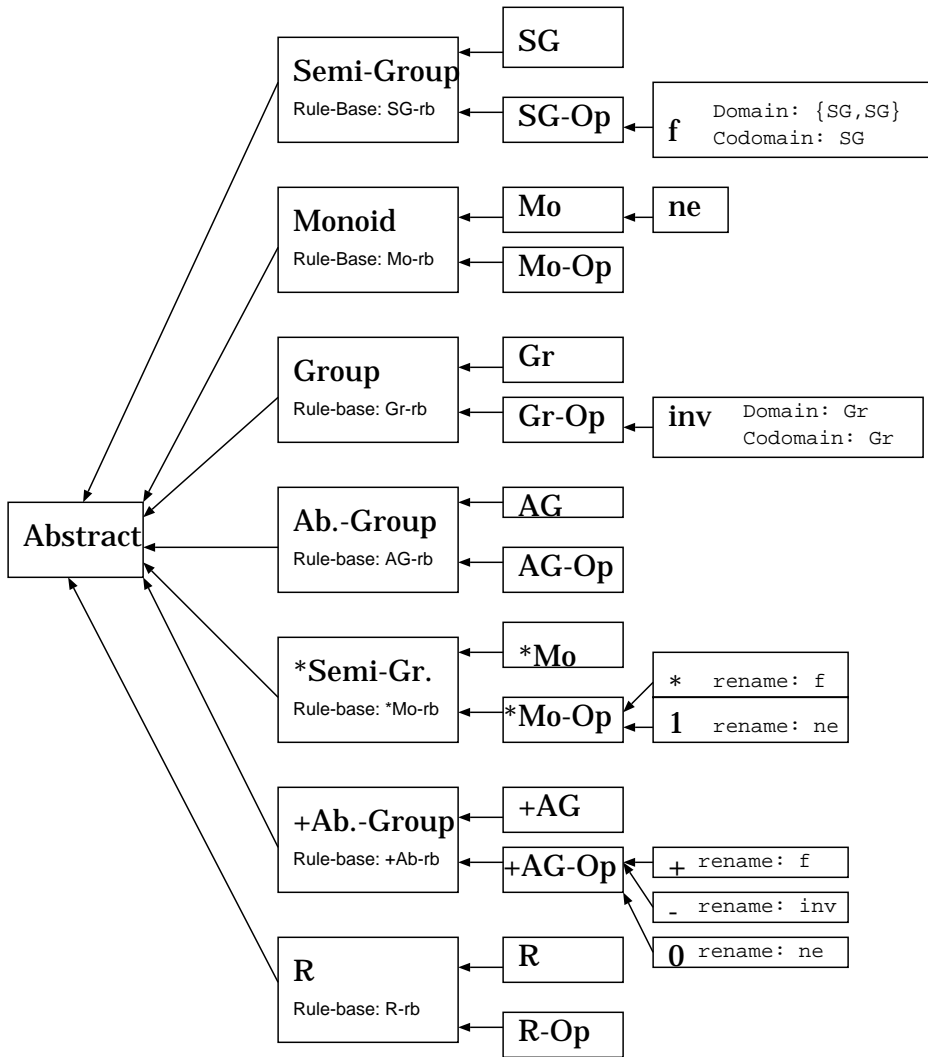 SG
Semi-Group
Rule-Base: SG-rb
SG-Op
f
Domain: {SG,SG}
Codomain: SG
Mo
ne
Monoid
Rule-Base: Mo-rb
Mo-Op
Gr
Group
Rule-base: Gr-rb
Gr-Op
inv
Domain: Gr
Codomain: Gr
AG
Ab.-Group
Rule-base: AG-rb
AG-Op
Abstract
*Mo
*Semi-Gr.
Rule-base: *Mo-rb
*Mo-Op
* rename: f
1 rename: ne
+AG
+Ab.-Group
Rule-base: +Ab-rb
+AG-Op
+ rename: f
- rename: inv
0 rename: ne
R
R
Rule-base: R-rb
R-Op